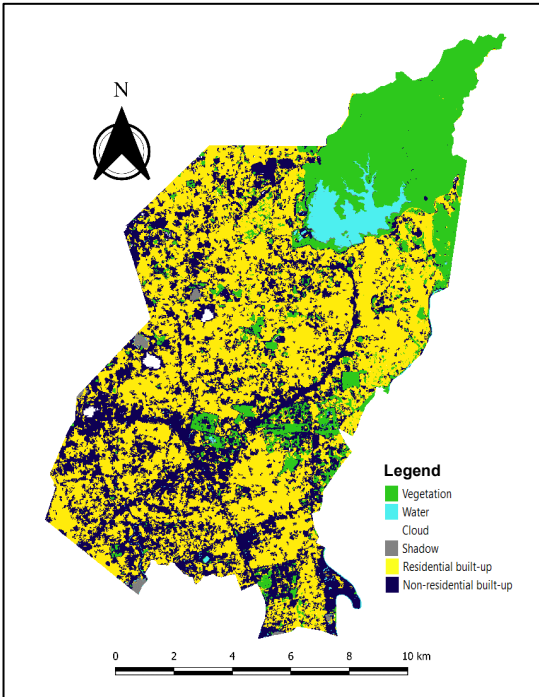 N
Legend
Vegetation
Water
Cloud
Shadow
Residential built-up
Non-residential built-up
0 2 4 6 8 10 km